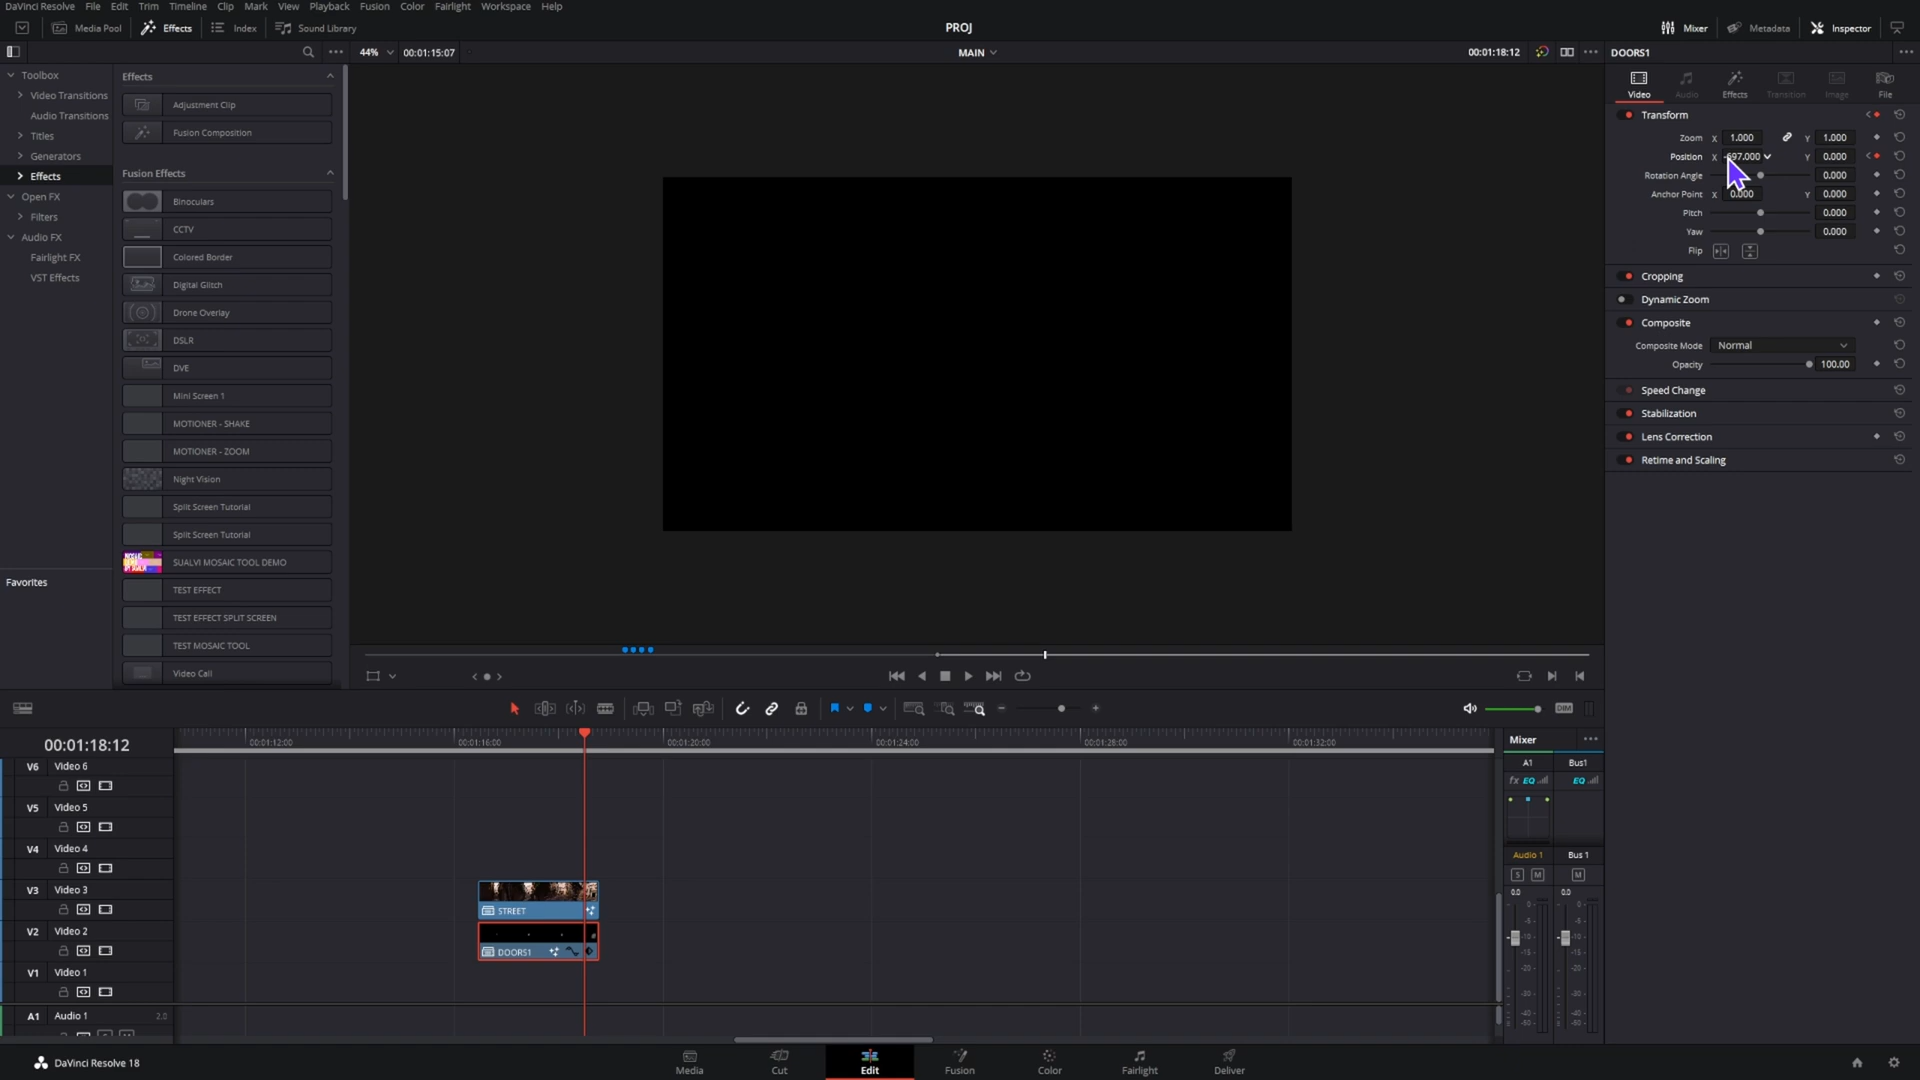 DaVinci Resolve File Edit Trim Timeline Clip Mark View Playback Fusion Color Fairlight Workspace Help
Media Pool Effects Index Sound Library PROJ Mixer Metadata Inspector
44% 00:01:15:07 MAIN 00:01:18:12 DOORS1
Toolbox
Video Transitions
Audio Transitions
Titles
Generators
Effects
Open FX
Filters
Audio FX
Fairlight FX
VST Effects
Favorites
Effects
Adjustment Clip
Fusion Composition
Fusion Effects
Binoculars
CCTV
Colored Border
Digital Glitch
Drone Overlay
DSLR
DVE
Mini Screen 1
MOTIONER - SHAKE
MOTIONER - ZOOM
Night Vision
Split Screen Tutorial
Split Screen Tutorial
SUALVI MOSAIC TOOL DEMO
TEST EFFECT
TEST EFFECT SPLIT SCREEN
TEST MOSAIC TOOL
Video Call
Video Audio Effects Transition Image File
Transform
Zoom X 1.000 Y 1.000
Position X -697.000 Y 0.000
Rotation Angle 0.000
Anchor Point X 0.000 Y 0.000
Pitch 0.000
Yaw 0.000
Flip
Cropping
Dynamic Zoom
Composite
Composite Mode Normal
Opacity 100.00
Speed Change
Stabilization
Lens Correction
Retime and Scaling
DIM
00:01:18:12 00:01:12:00 00:01:16:00 00:01:20:00 00:01:24:00 00:01:28:00 00:01:32:00
V6 Video 6
V5 Video 5
V4 Video 4
V3 Video 3
STREET
V2 Video 2
DOORS1
V1 Video 1
A1 Audio 1 2.0
Mixer
A1 Bus1
fx EQ EQ
Audio 1 Bus 1
S M M
0.0 0.0
DaVinci Resolve 18 Media Cut Edit Fusion Color Fairlight Deliver